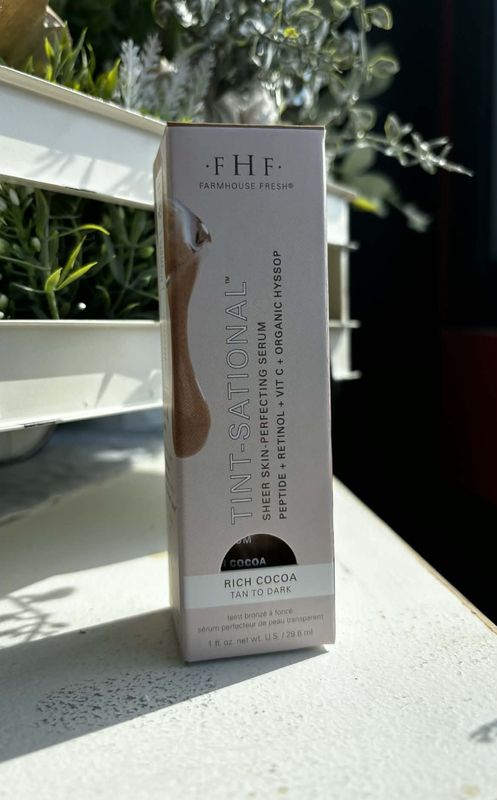 ·FHF·
FARMHOUSE FRESH®
TINT-SATIONAL™
SHEER SKIN-PERFECTING SERUM
PEPTIDE + RETINOL + VIT C + ORGANIC HYSSOP
COCOA
RICH COCOA
TAN TO DARK
teint bronzé à foncé
sérum perfecteur de peau transparent
1 fl. oz. net wt. U.S. / 29.6 ml